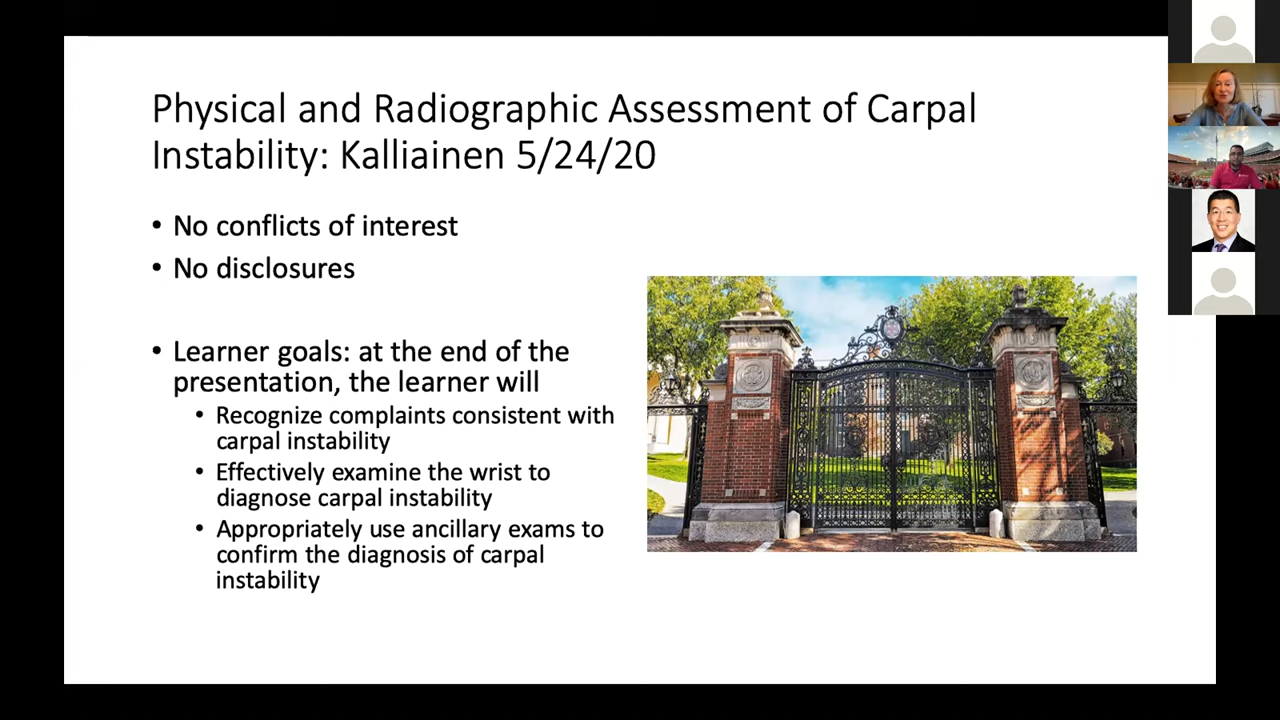 Physical and Radiographic Assessment of Carpal
Instability: Kalliainen 5/24/20
• No conflicts of interest
• No disclosures
• Learner goals: at the end of the
presentation, the learner will
• Recognize complaints consistent with
carpal instability
• Effectively examine the wrist to
diagnose carpal instability
• Appropriately use ancillary exams to
confirm the diagnosis of carpal
instability